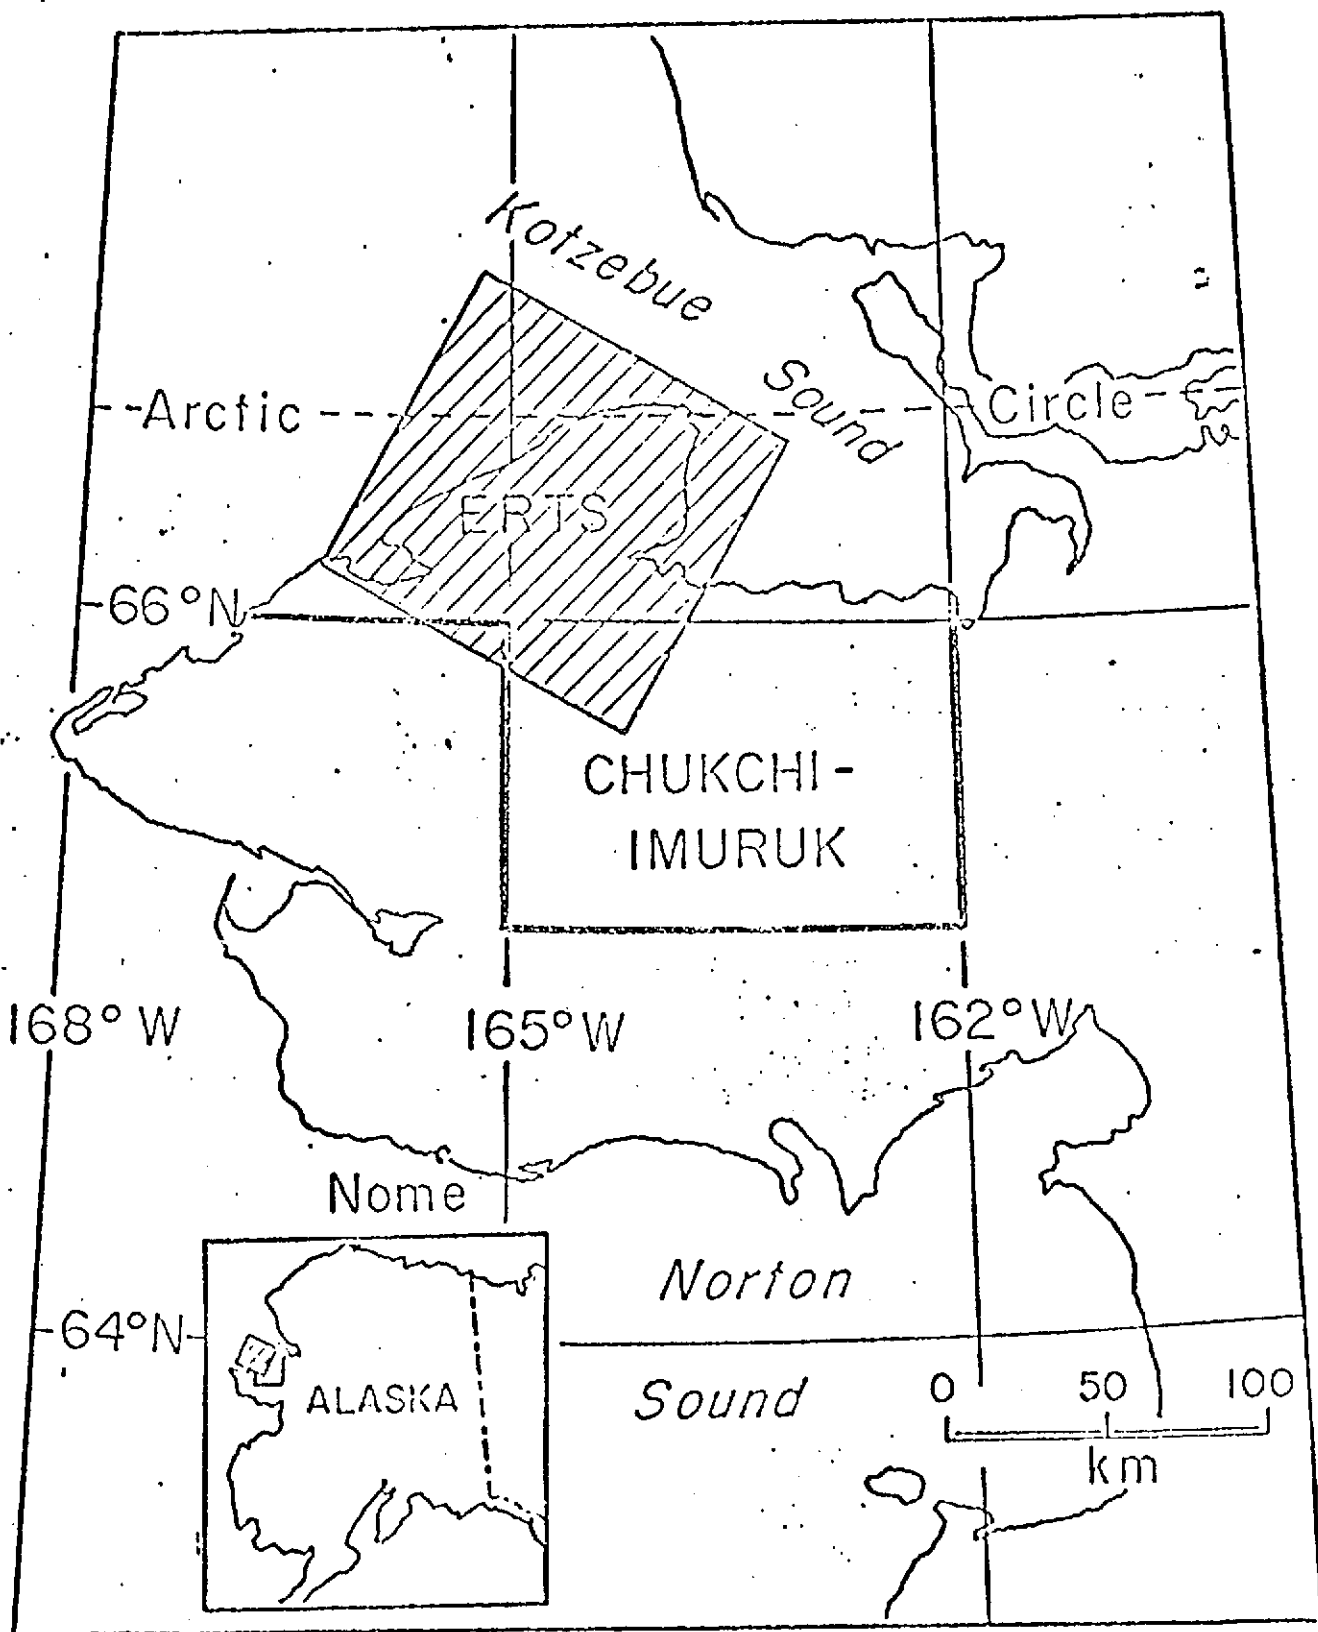 Kotzebue
Sound
Arctic
Circle
ERTS
66°N
CHUKCHI-
IMURUK
168°W
165°W
162°W
Nome
Norton
64°N
ALASKA
Sound
0 50 100
km